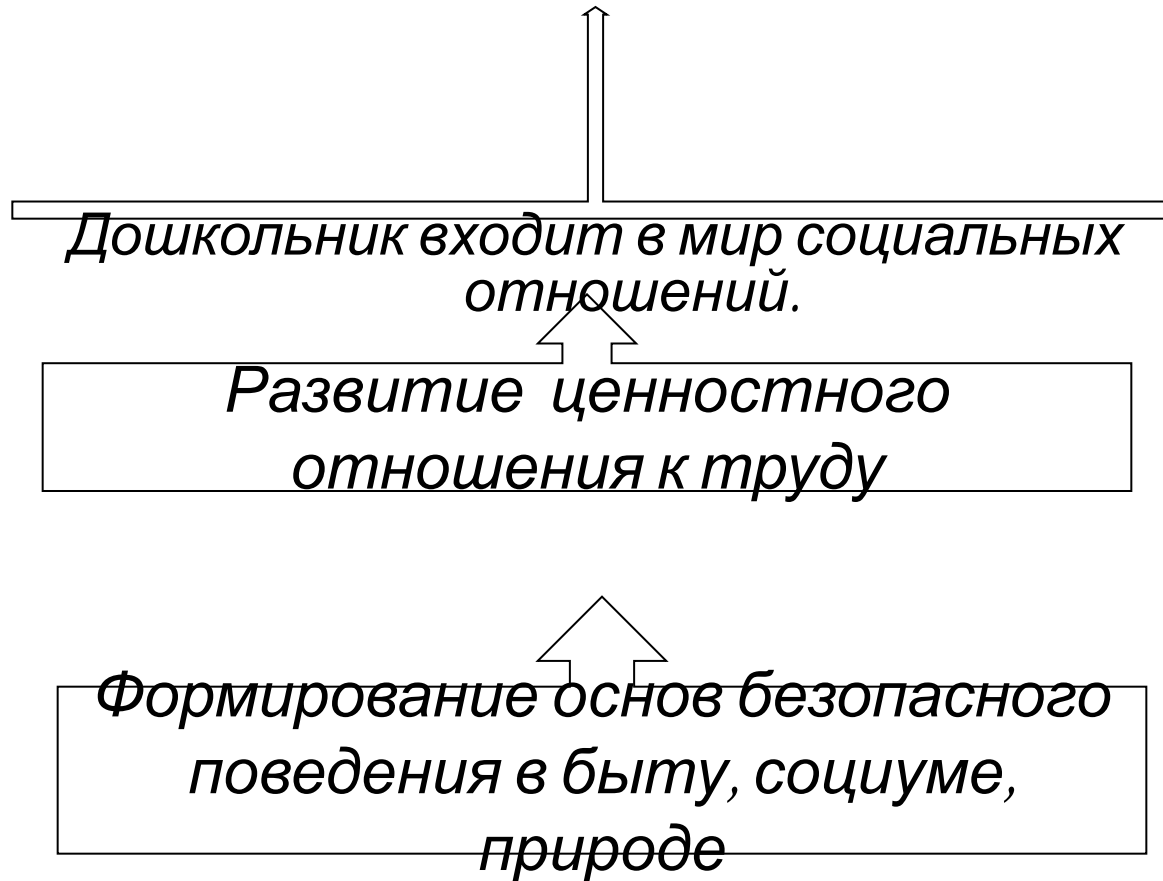 Дошкольник входит в мир социальных
отношений.
Развитие ценностного
отношения к труду
Формирование основ безопасного
поведения в быту, социуме,
природе